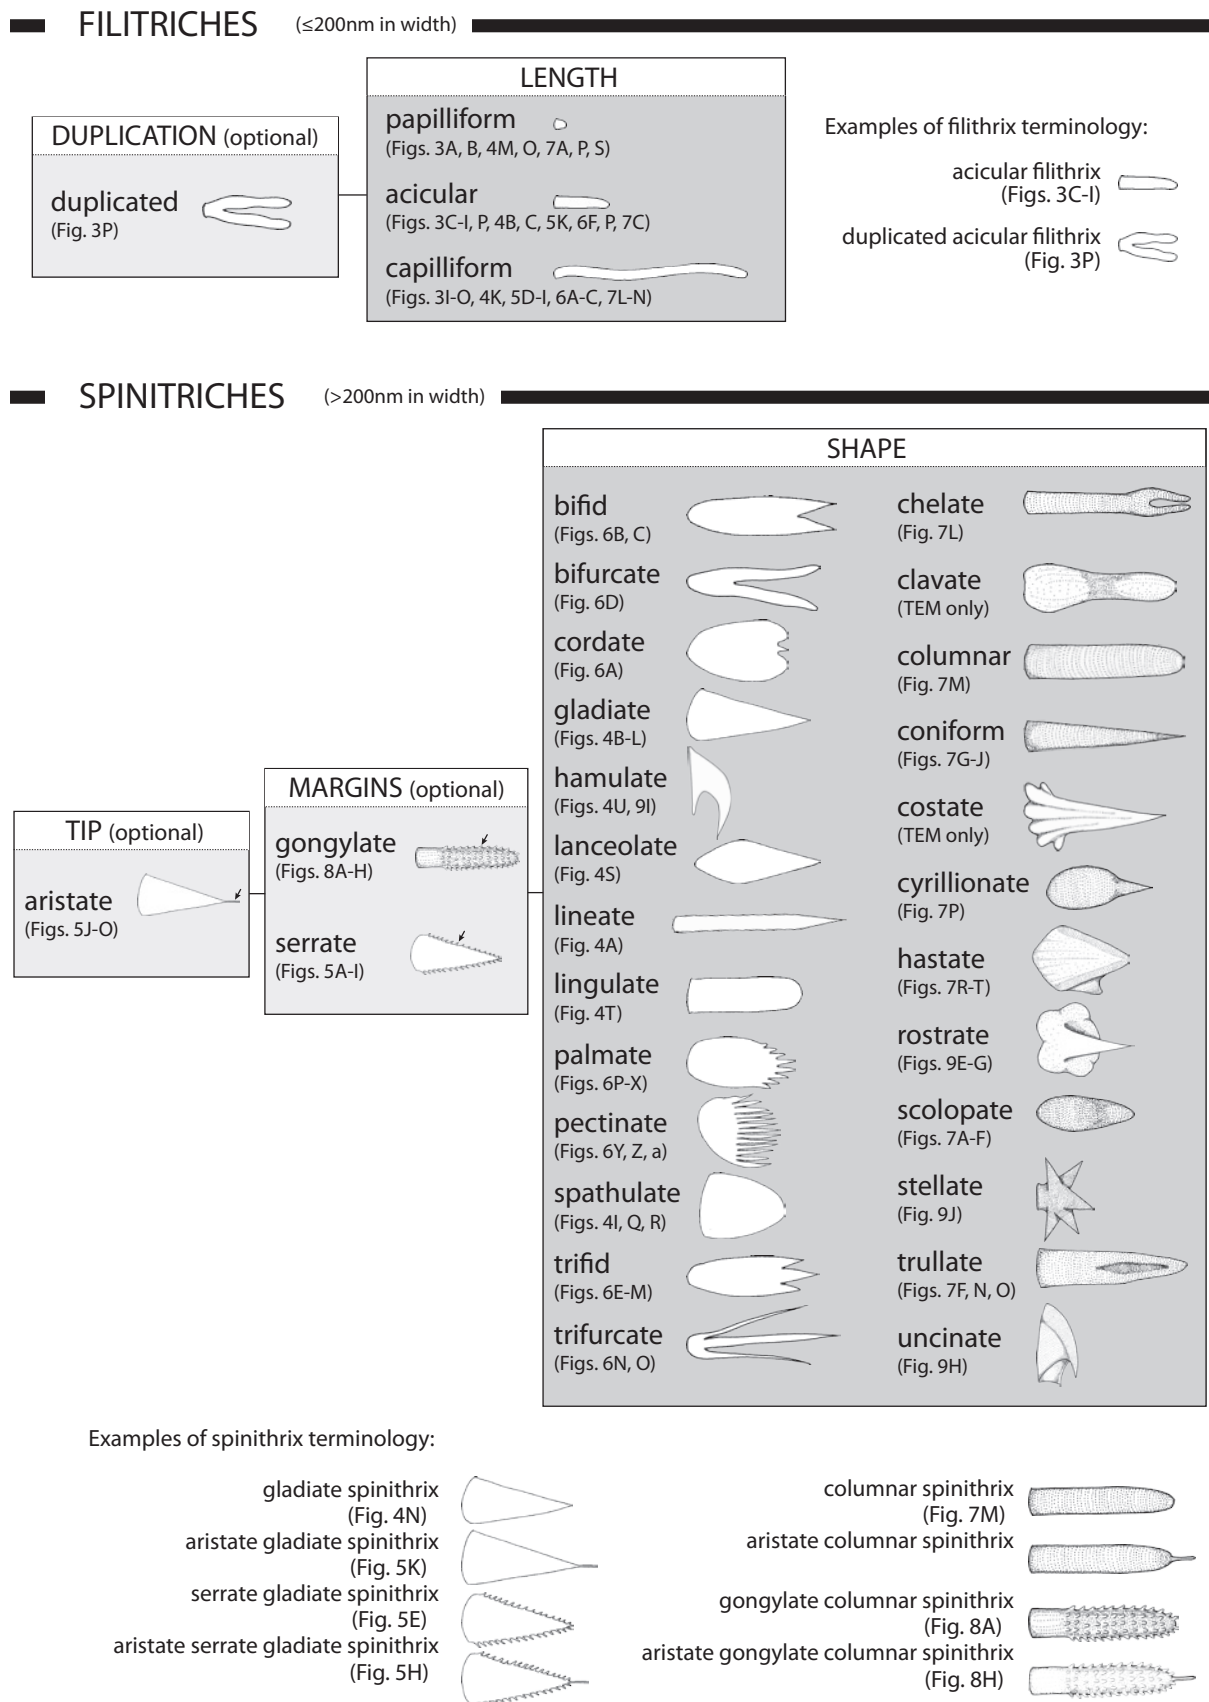 FILITRICHES (≤200nm in width)
DUPLICATION (optional)
duplicated
(Fig. 3P)
LENGTH
papilliform
(Figs. 3A, B, 4M, O, 7A, P, S)
acicular
(Figs. 3C-I, P, 4B, C, 5K, 6F, P, 7C)
capilliform
(Figs. 3I-O, 4K, 5D-I, 6A-C, 7L-N)
Examples of filithrix terminology:
acicular filithrix
(Figs. 3C-I)
duplicated acicular filithrix
(Fig. 3P)
SPINITRICHES (>200nm in width)
TIP (optional)
aristate
(Figs. 5J-O)
MARGINS (optional)
gongylate
(Figs. 8A-H)
serrate
(Figs. 5A-I)
SHAPE
bifid
(Figs. 6B, C)
bifurcate
(Fig. 6D)
cordate
(Fig. 6A)
gladiate
(Figs. 4B-L)
hamulate
(Figs. 4U, 9I)
lanceolate
(Fig. 4S)
lineate
(Fig. 4A)
lingulate
(Fig. 4T)
palmate
(Figs. 6P-X)
pectinate
(Figs. 6Y, Z, a)
spathulate
(Figs. 4I, Q, R)
trifid
(Figs. 6E-M)
trifurcate
(Figs. 6N, O)
chelate
(Fig. 7L)
clavate
(TEM only)
columnar
(Fig. 7M)
coniform
(Figs. 7G-J)
costate
(TEM only)
cyrillionate
(Fig. 7P)
hastate
(Figs. 7R-T)
rostrate
(Figs. 9E-G)
scolopate
(Figs. 7A-F)
stellate
(Fig. 9J)
trullate
(Figs. 7F, N, O)
uncinate
(Fig. 9H)
Examples of spinithrix terminology:
gladiate spinithrix
(Fig. 4N)
aristate gladiate spinithrix
(Fig. 5K)
serrate gladiate spinithrix
(Fig. 5E)
aristate serrate gladiate spinithrix
(Fig. 5H)
columnar spinithrix
(Fig. 7M)
aristate columnar spinithrix
gongylate columnar spinithrix
(Fig. 8A)
aristate gongylate columnar spinithrix
(Fig. 8H)